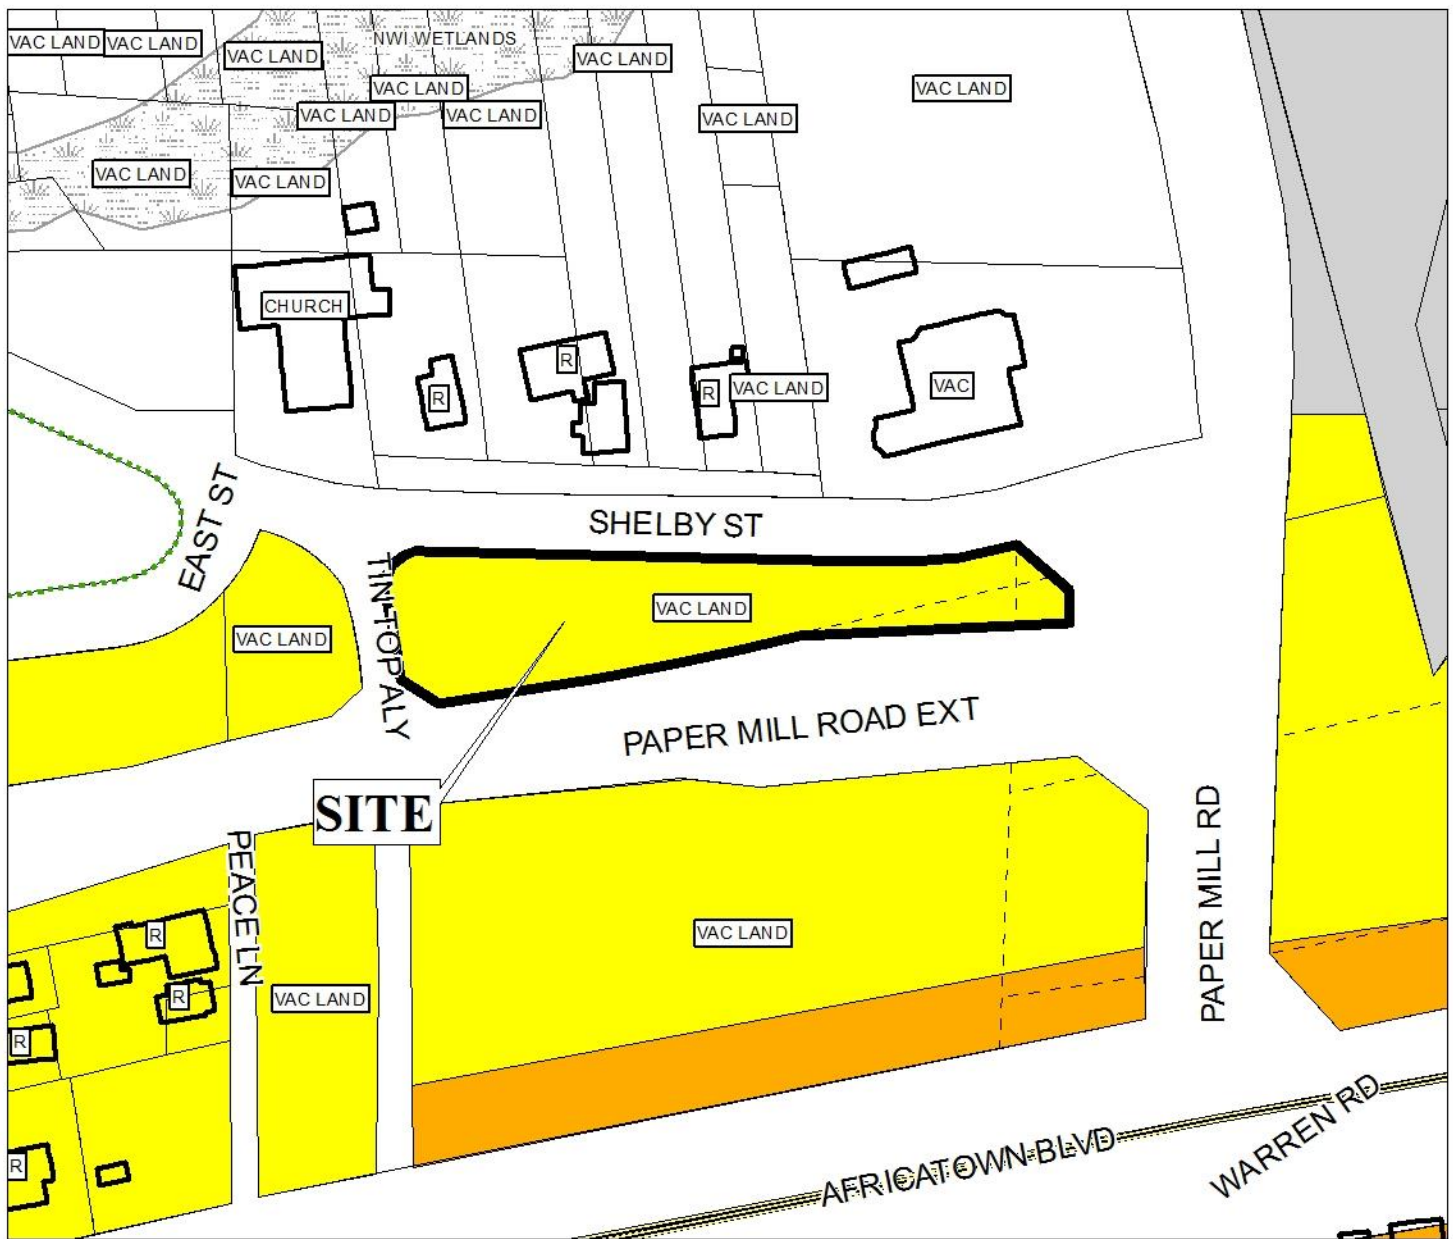 VAC LAND
VAC LAND
VAC LAND
NWI WETLANDS
VAC LAND
VAC LAND
VAC LAND
VAC LAND
VAC LAND
VAC LAND
VAC LAND
VAC LAND
CHURCH
R
R
R
VAC LAND
VAC
EAST ST
SHELBY ST
TIN TOP ALY
VAC LAND
VAC LAND
PAPER MILL ROAD EXT
SITE
PAPER MILL RD
PEACE LN
R
VAC LAND
R
VAC LAND
R
R
AFRICATOWN BLVD
WARREN RD